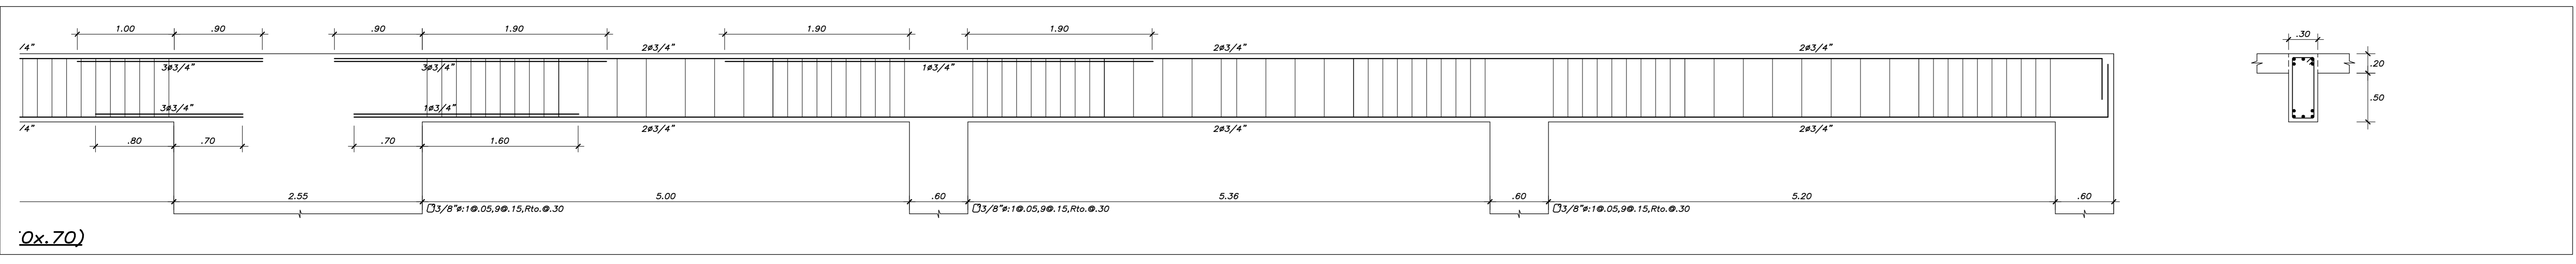 1.00 .90 .90 1.90 1.90 1.90 .30
/4" 2ø3/4" 2ø3/4" 2ø3/4"
3ø3/4" 3ø3/4" 1ø3/4" .20
3ø3/4" 1ø3/4" .50
/4" 2ø3/4" 2ø3/4" 2ø3/4"
.80 .70 .70 1.60
2.55 5.00 .60 5.36 .60 5.20 .60
3/8"ø:1@.05,9@.15,Rto.@.30 3/8"ø:1@.05,9@.15,Rto.@.30 3/8"ø:1@.05,9@.15,Rto.@.30
0x.70)